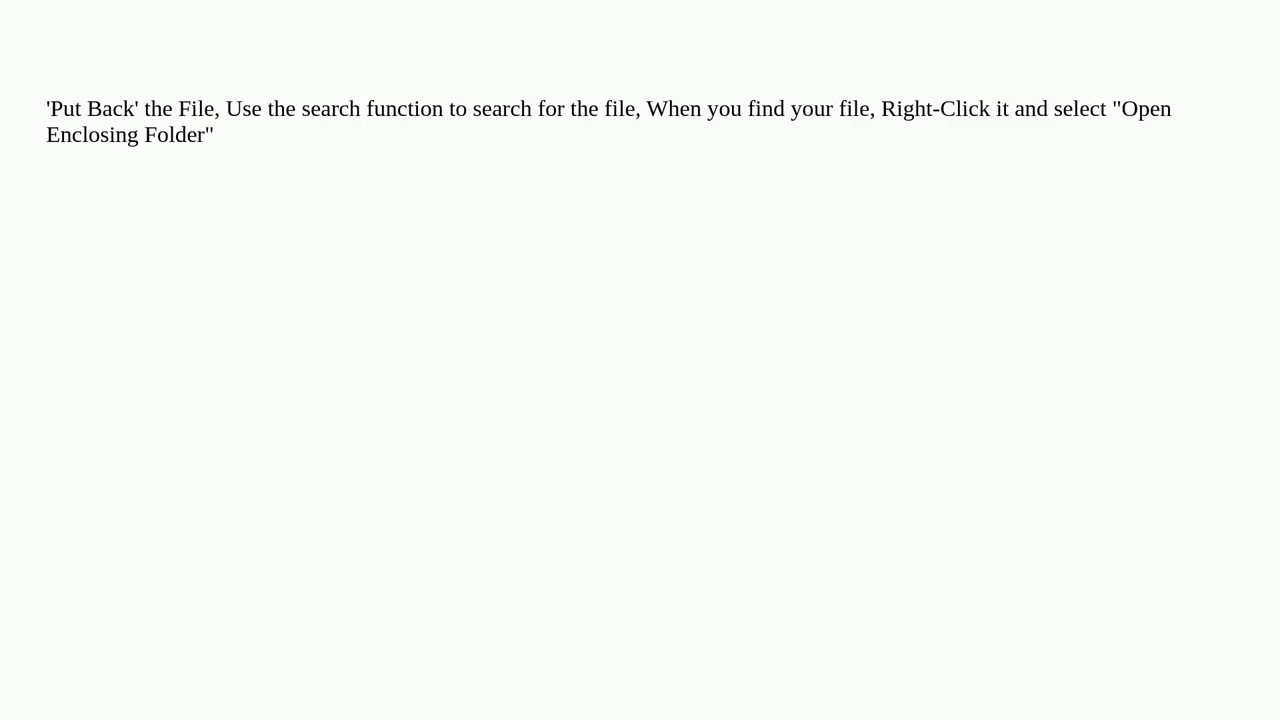 'Put Back' the File, Use the search function to search for the file, When you find your file, Right-Click it and select "Open
Enclosing Folder"